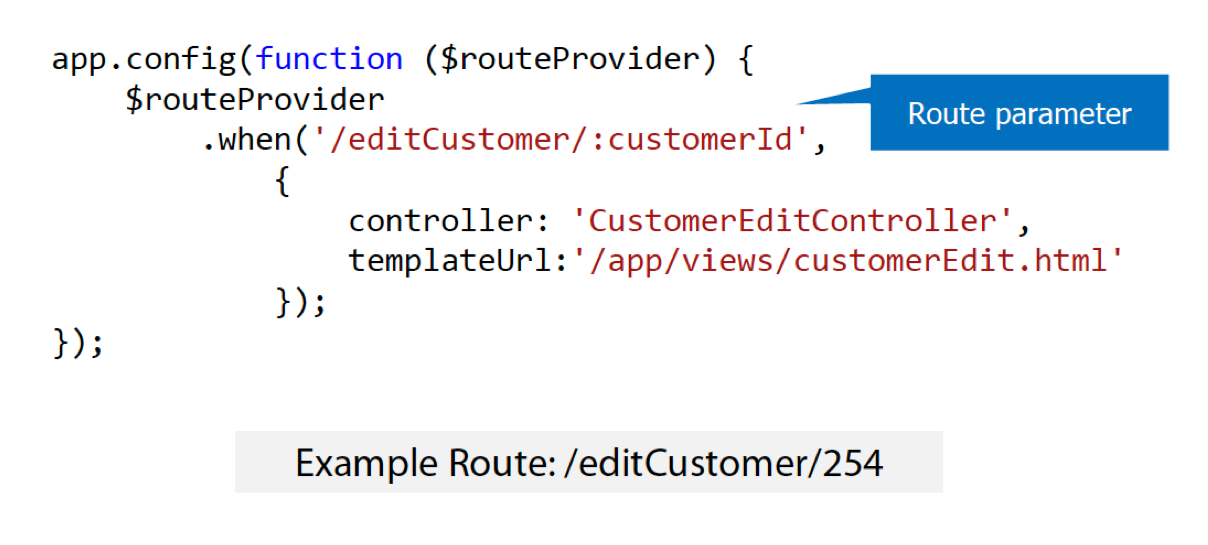 app.config(function ($routeProvider) {
$routeProvider
Route parameter
.when('/editCustomer/:customerId',
{
controller: 'CustomerEditController',
templateUrl:'/app/views/customerEdit.html'
});
});
Example Route: /editCustomer/254